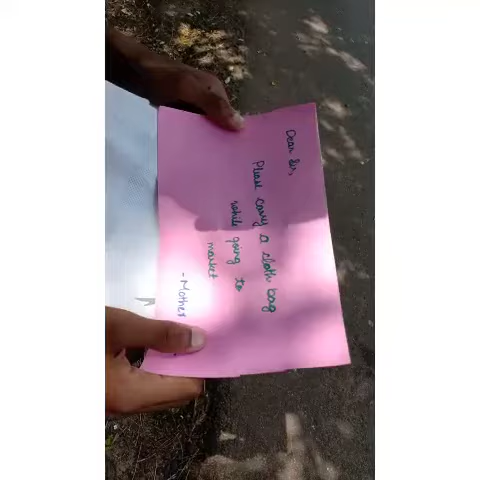 Dear Sir,
Please carry a cloth bag
while going to
market
- Mother